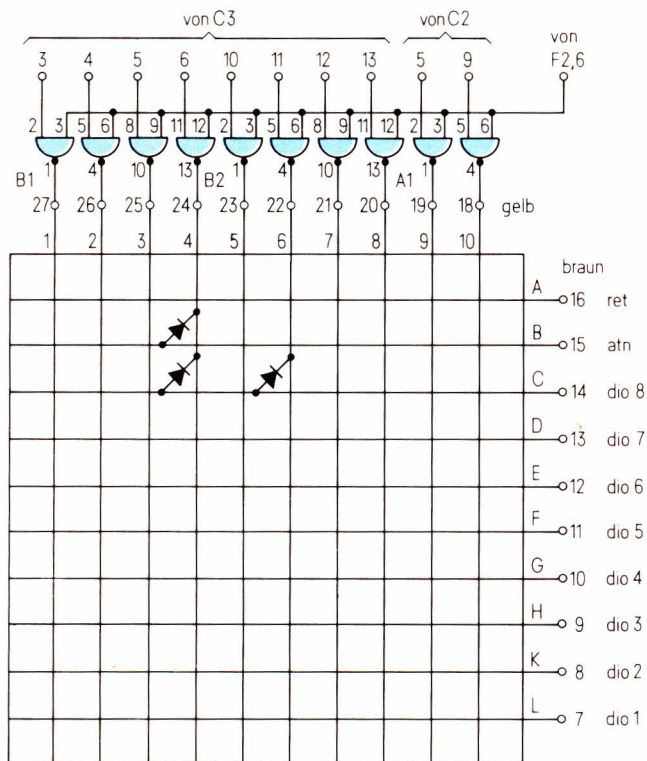 von C3 von C2 von
F2,6
3 4 5 6 10 11 12 13 5 9
2 3 5 6 8 9 11 12 2 3 5 6 8 9 11 12 2 3 5 6
B1 1 4 10 13 B2 1 4 10 13 A1 1 4
27 26 25 24 23 22 21 20 19 18 gelb
1 2 3 4 5 6 7 8 9 10
braun
A 16 ret
B 15 atn
C 14 dio 8
D 13 dio 7
E 12 dio 6
F 11 dio 5
G 10 dio 4
H 9 dio 3
K 8 dio 2
L 7 dio 1